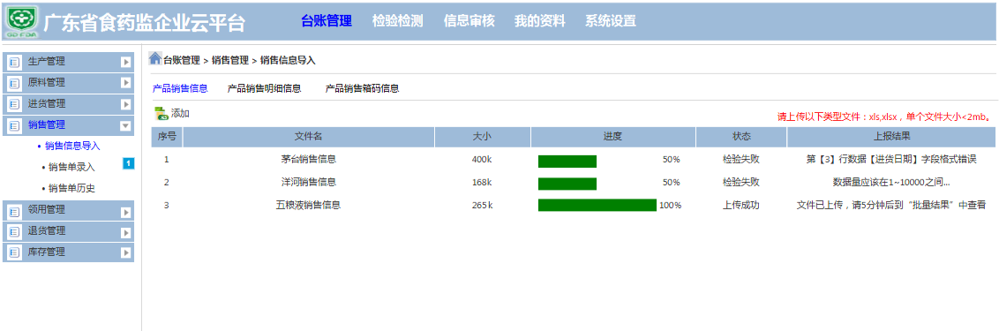 广东省食药监企业云平台
台账管理 检验检测 信息审核 我的资料 系统设置
生产管理
原料管理
进货管理
销售管理
• 销售信息导入
• 销售单录入
1
• 销售单历史
领用管理
退货管理
库存管理
台账管理 > 销售管理 > 销售信息导入
产品销售信息 产品销售明细信息 产品销售箱码信息
添加
请上传以下类型文件：xls,xlsx，单个文件大小<2mb。
序号 文件名 大小 进度 状态 上报结果
1 茅台销售信息 400k 50% 检验失败 第【3】行数据【进货日期】字段格式错误
2 洋河销售信息 168k 50% 检验失败 数据量应该在1~10000之间...
3 五粮液销售信息 265k 100% 上传成功 文件已上传，请5分钟后到“批量结果”中查看